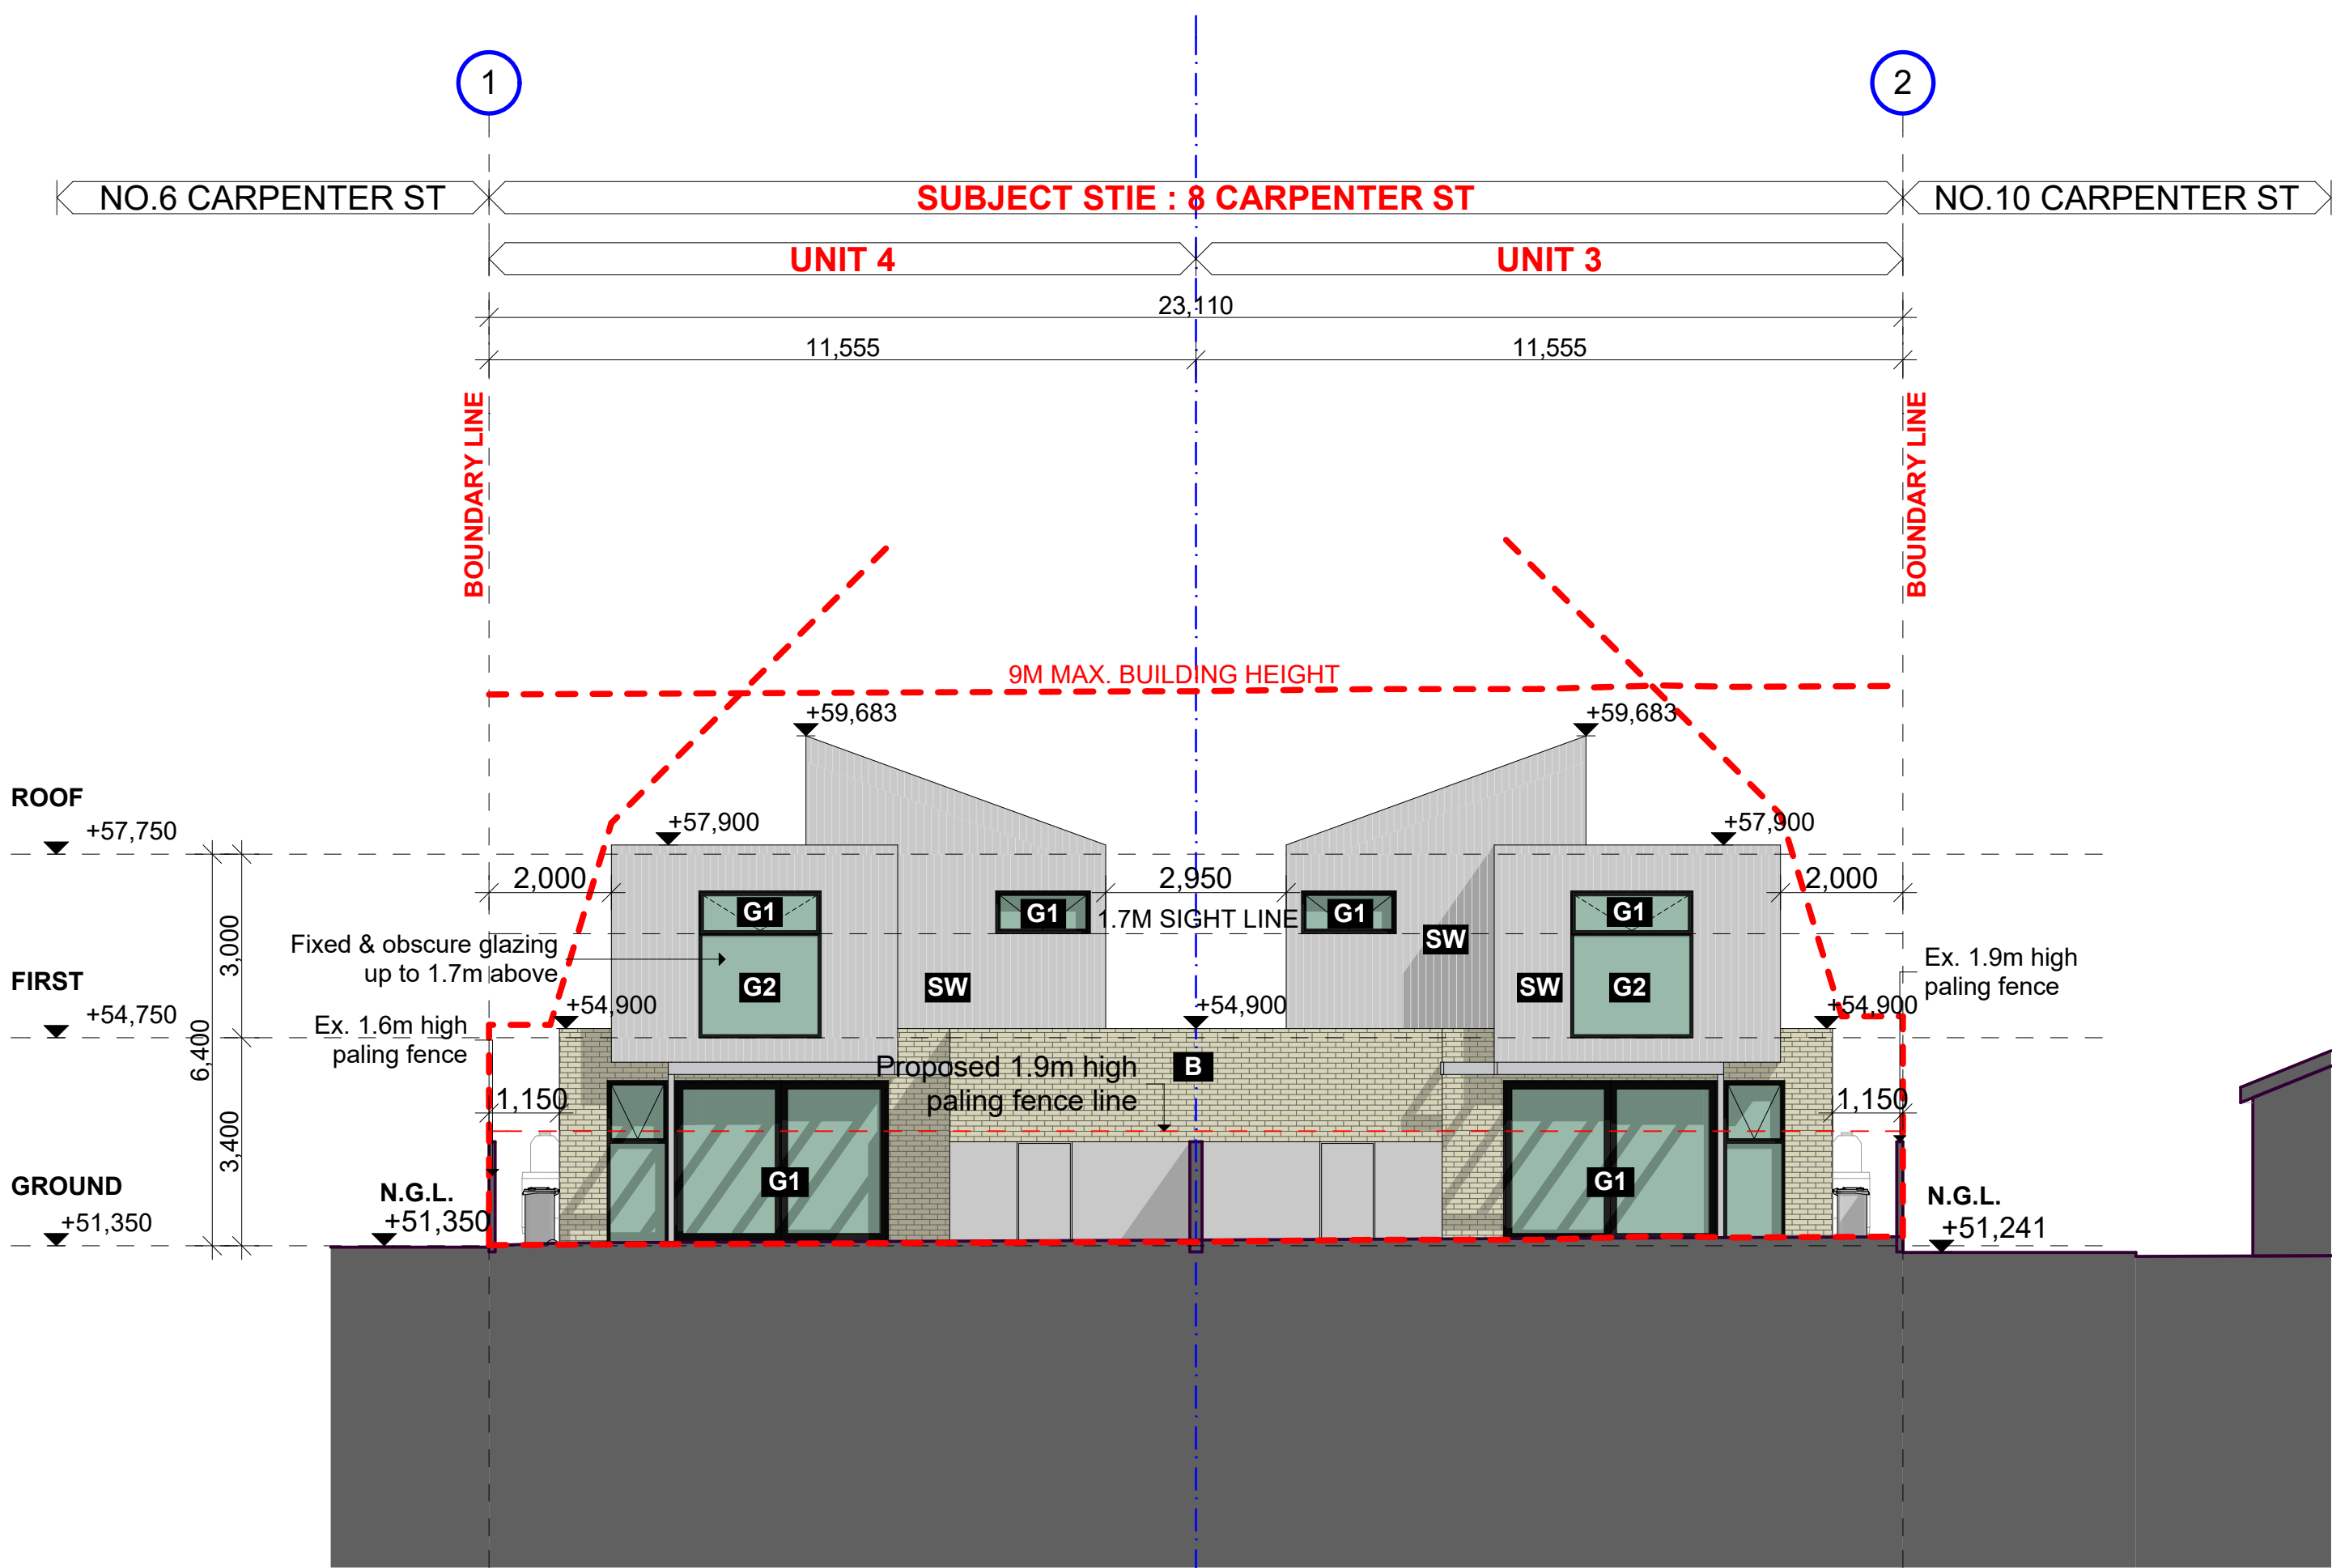 1
2
NO.6 CARPENTER ST
SUBJECT STIE : 8 CARPENTER ST
NO.10 CARPENTER ST
UNIT 4
UNIT 3
23,110
11,555
11,555
BOUNDARY LINE
BOUNDARY LINE
9M MAX. BUILDING HEIGHT
+59,683
+59,683
ROOF
+57,750
+57,900
+57,900
2,000
2,950
2,000
G1
G1
G1
G1
1.7M SIGHT LINE
3,000
Fixed & obscure glazing
up to 1.7m above
SW
Ex. 1.9m high
paling fence
FIRST
+54,750
G2
SW
SW
G2
+54,900
+54,900
+54,900
Ex. 1.6m high
paling fence
6,400
Proposed 1.9m high
paling fence line
B
1,150
1,150
3,400
GROUND
+51,350
N.G.L.
+51,350
G1
G1
N.G.L.
+51,241